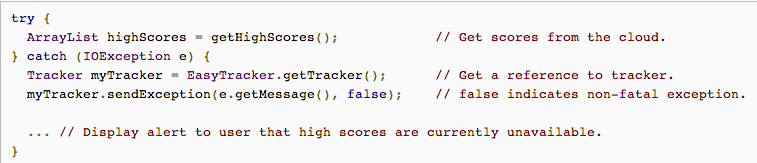 try {
  ArrayList highScores = getHighScores();            // Get scores from the cloud.
} catch (IOException e) {
  Tracker myTracker = EasyTracker.getTracker();      // Get a reference to tracker.
  myTracker.sendException(e.getMessage(), false);    // false indicates non-fatal exception.
  ... // Display alert to user that high scores are currently unavailable.
}